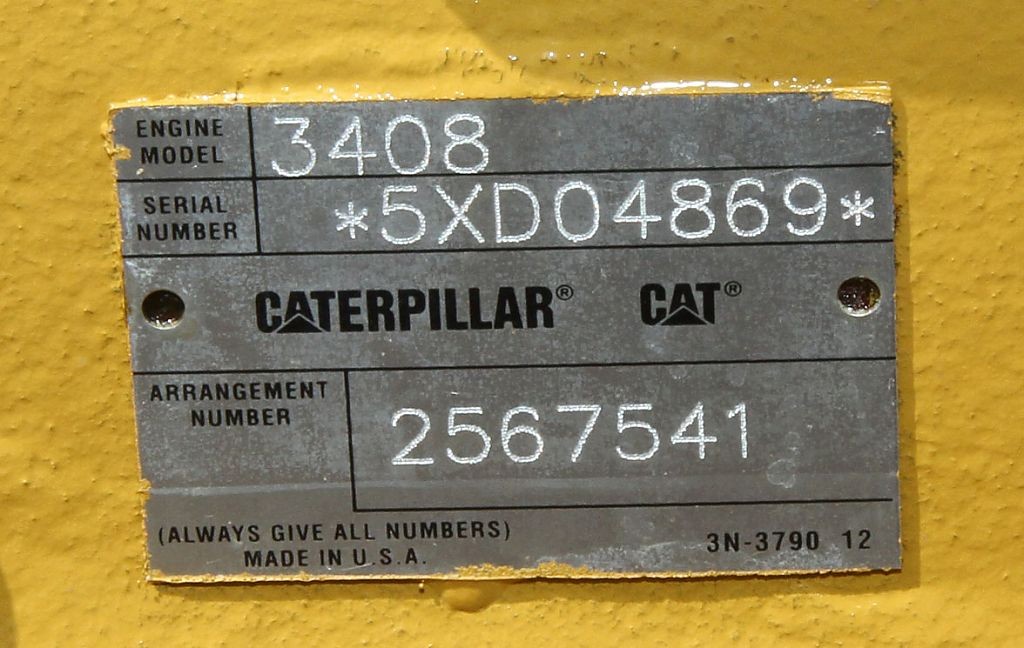 ENGINE MODEL 3408
SERIAL NUMBER *5XD04869*
CATERPILLAR® CAT®
ARRANGEMENT NUMBER 2567541
(ALWAYS GIVE ALL NUMBERS)
MADE IN U.S.A.
3N-3790 12